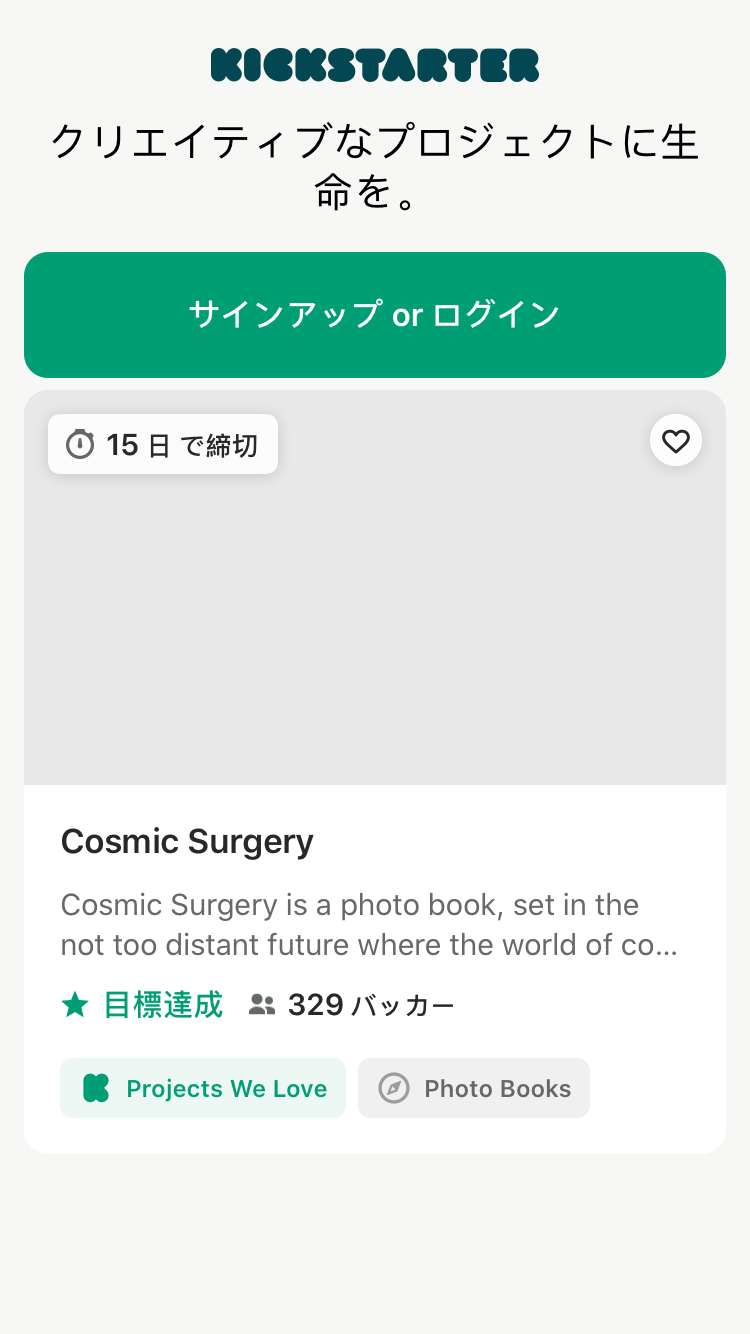 KICKSTARTER
クリエイティブなプロジェクトに生
命を。
サインアップ or ログイン
15 日 で締切
Cosmic Surgery
Cosmic Surgery is a photo book, set in the
not too distant future where the world of co...
目標達成 329 バッカー
Projects We Love Photo Books